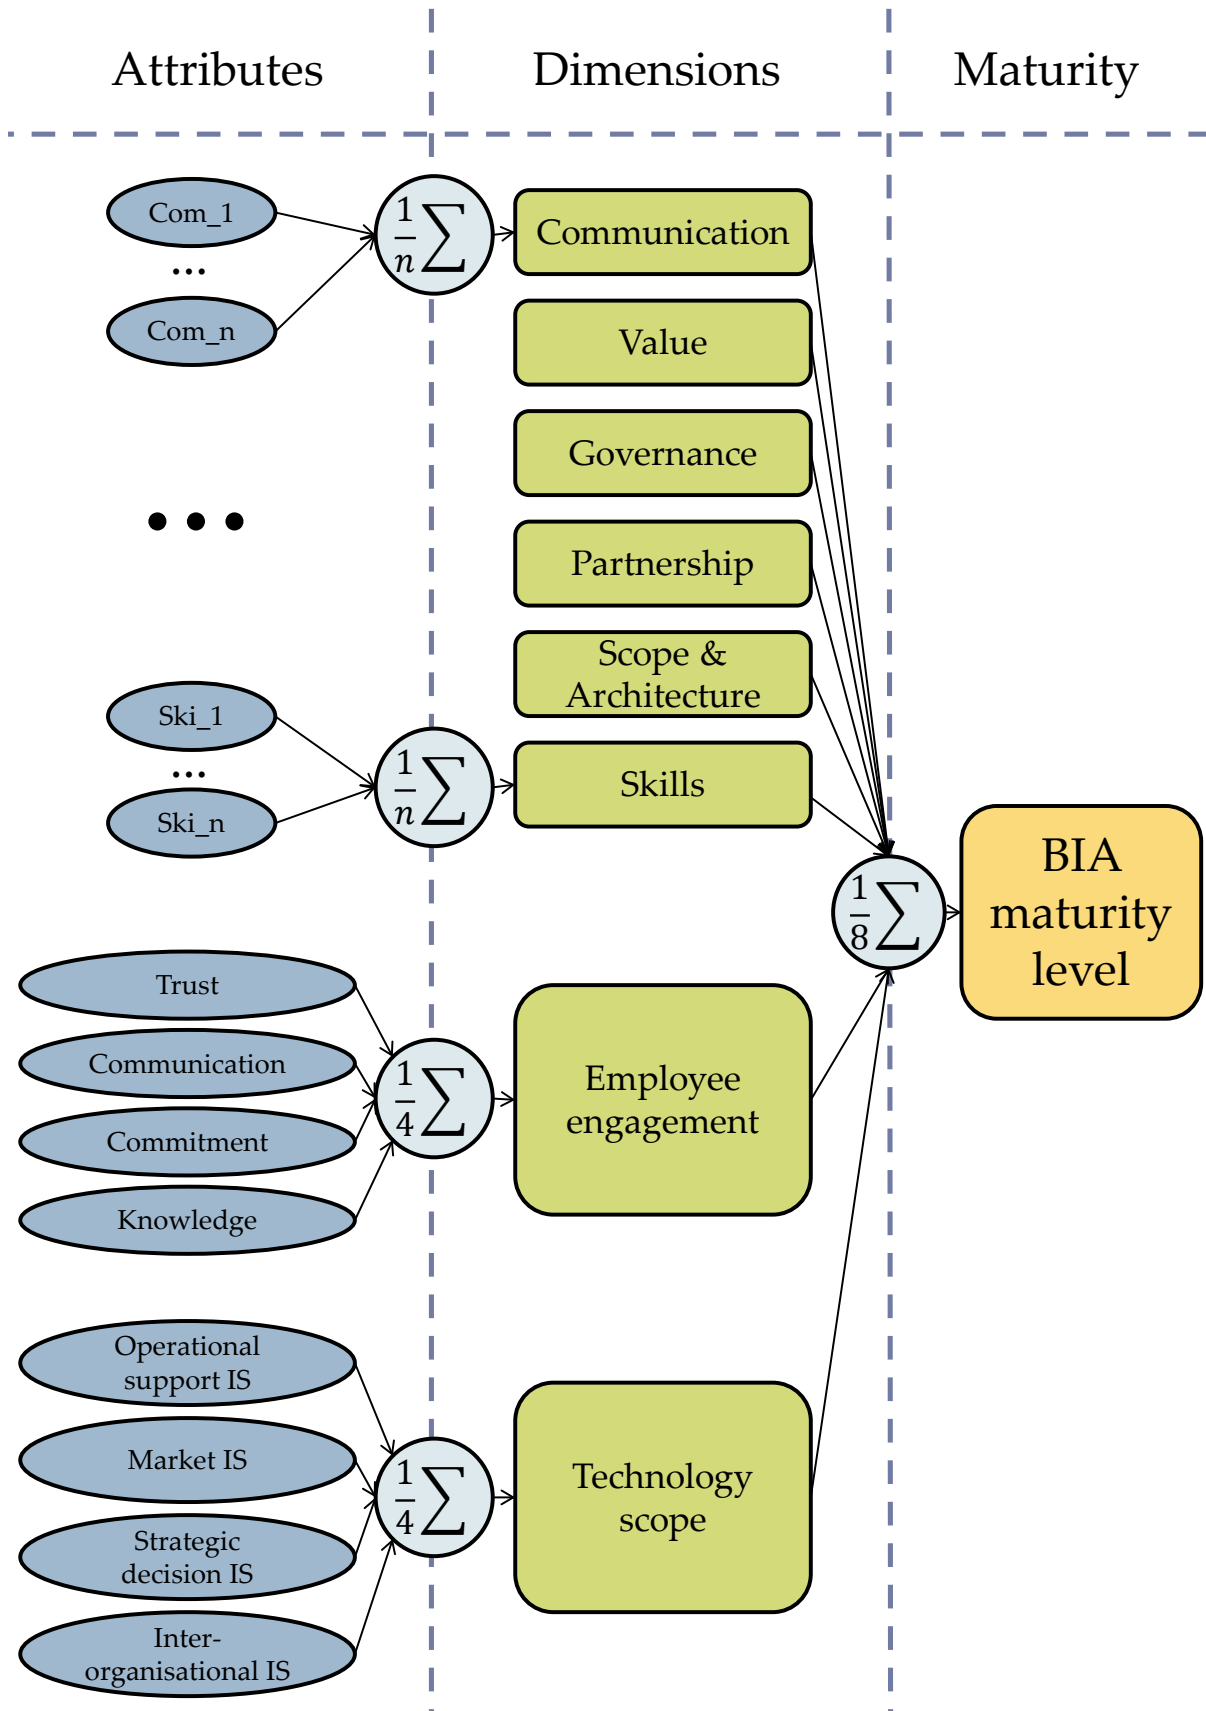 Attributes
Dimensions
Maturity
Com_1
...
Com_n
1
n
∑
Communication
Value
Governance
Partnership
Scope &
Architecture
• • •
Ski_1
...
Ski_n
1
n
∑
Skills
Trust
Communication
Commitment
Knowledge
1
4
∑
Employee
engagement
Operational
support IS
Market IS
Strategic
decision IS
Inter-
organisational IS
1
4
∑
Technology
scope
1
8
∑
BIA
maturity
level